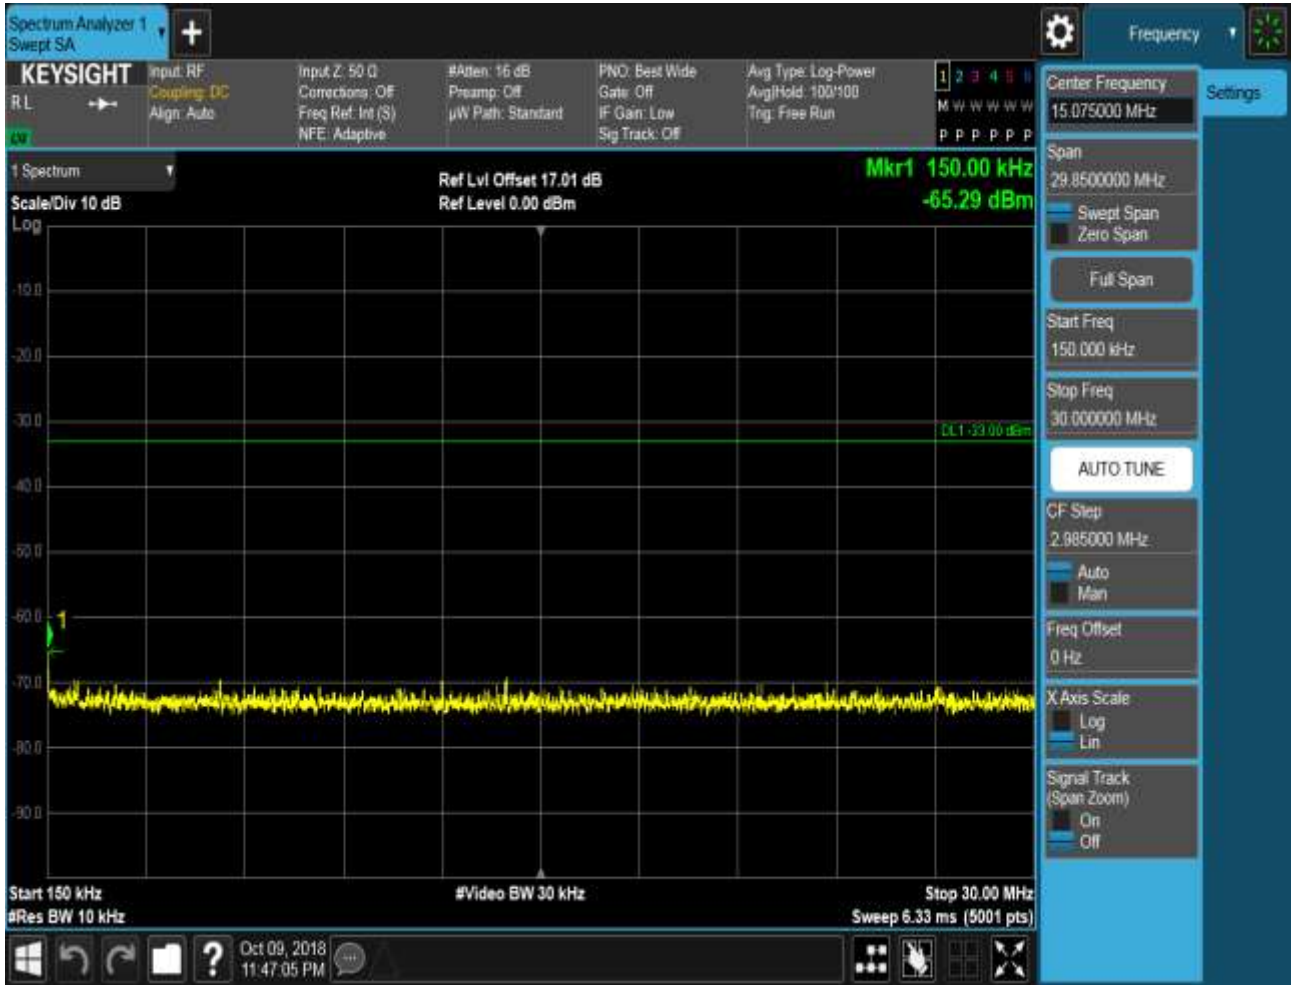 Spectrum Analyzer 1
Swept SA
+
Frequency
KEYSIGHT
RL
LW
Input: RF
Coupling: DC
Align: Auto
Input Z: 50 Ω
Corrections: Off
Freq Ref: Int (S)
NFE: Adaptive
#Atten: 16 dB
Preamp: Off
µW Path: Standard
PNO: Best Wide
Gate: Off
IF Gain: Low
Sig Track: Off
Avg Type: Log-Power
Avg|Hold: 100/100
Trig: Free Run
1 2 3 4 5 6
M W W W W W
P P P P P P
1 Spectrum
Scale/Div 10 dB
Log
Ref Lvl Offset 17.01 dB
Ref Level 0.00 dBm
Mkr1 150.00 kHz
-65.29 dBm
-10.0
-20.0
-30.0
DL1 -33.00 dBm
-40.0
-50.0
-60.0
1
-70.0
-80.0
-90.0
Start 150 kHz
#Video BW 30 kHz
Stop 30.00 MHz
#Res BW 10 kHz
Sweep 6.33 ms (5001 pts)
Center Frequency
15.075000 MHz
Settings
Span
29.8500000 MHz
Swept Span
Zero Span
Full Span
Start Freq
150.000 kHz
Stop Freq
30.000000 MHz
AUTO TUNE
CF Step
2.985000 MHz
Auto
Man
Freq Offset
0 Hz
X Axis Scale
Log
Lin
Signal Track
(Span Zoom)
On
Off
?
Oct 09, 2018
11:47:05 PM